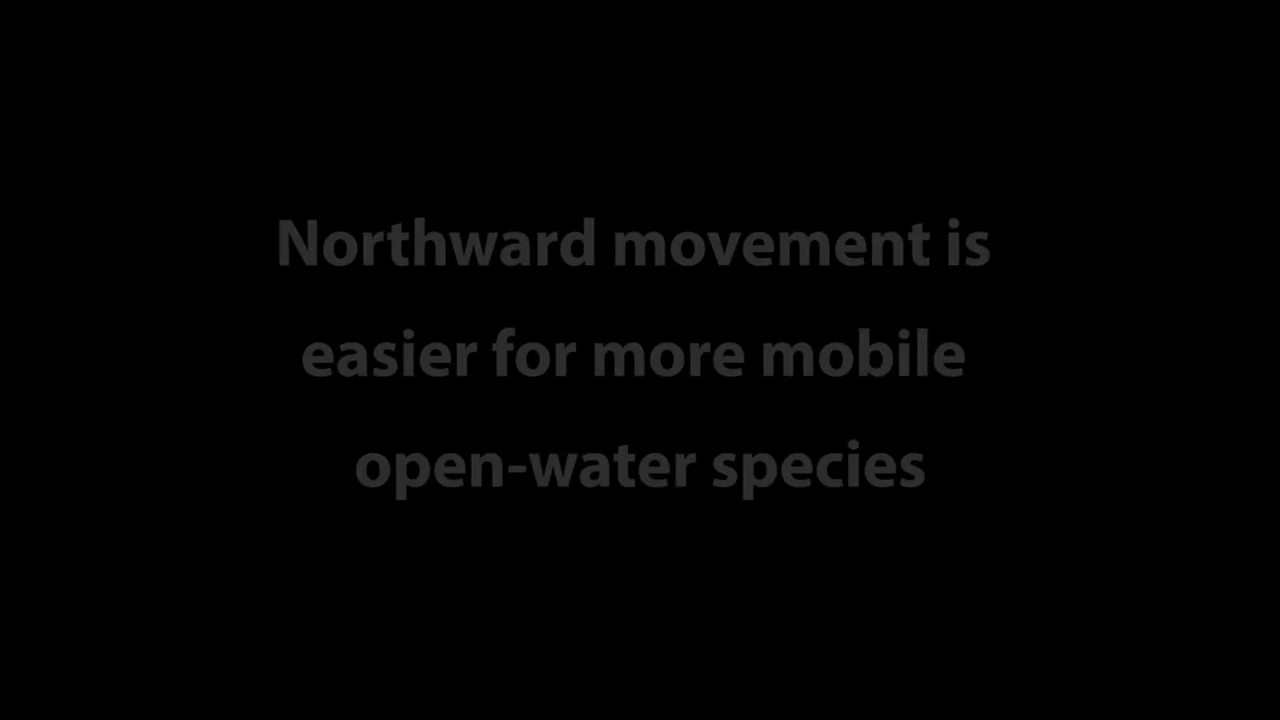 Northward movement is
easier for more mobile
open-water species